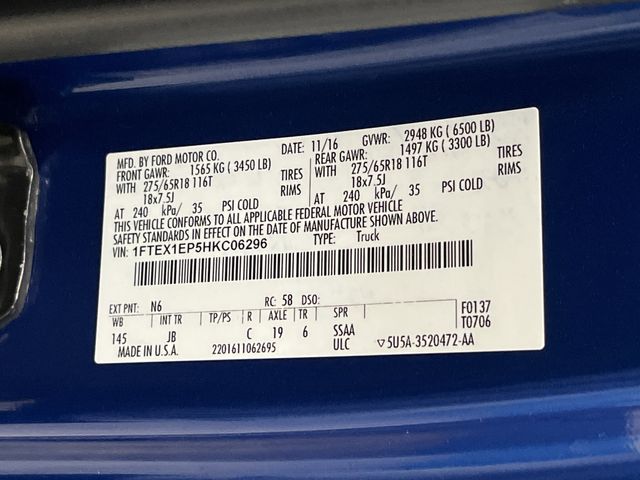 MFD. BY FORD MOTOR CO. DATE: 11/16 GVWR: 2948 KG ( 6500 LB)
FRONT GAWR: 1565 KG ( 3450 LB) REAR GAWR: 1497 KG ( 3300 LB)
WITH 275/65R18 116T TIRES 275/65R18 116T TIRES
18x7.5J RIMS 18x7.5J RIMS
AT 240 kPa/ 35 PSI COLD AT 240 kPa/ 35 PSI COLD
THIS VEHICLE CONFORMS TO ALL APPLICABLE FEDERAL MOTOR VEHICLE
SAFETY STANDARDS IN EFFECT ON THE DATE OF MANUFACTURE SHOWN ABOVE.
VIN: 1FTEX1EP5HKC06296 TYPE: Truck
EXT PNT: N6 RC: 58 DSO: F0137
WB INT TR TP/PS R AXLE TR SPR T0706
145 JB C 19 6 SSAA
MADE IN U.S.A. 2201611062695 ULC ▽5U5A-3520472-AA